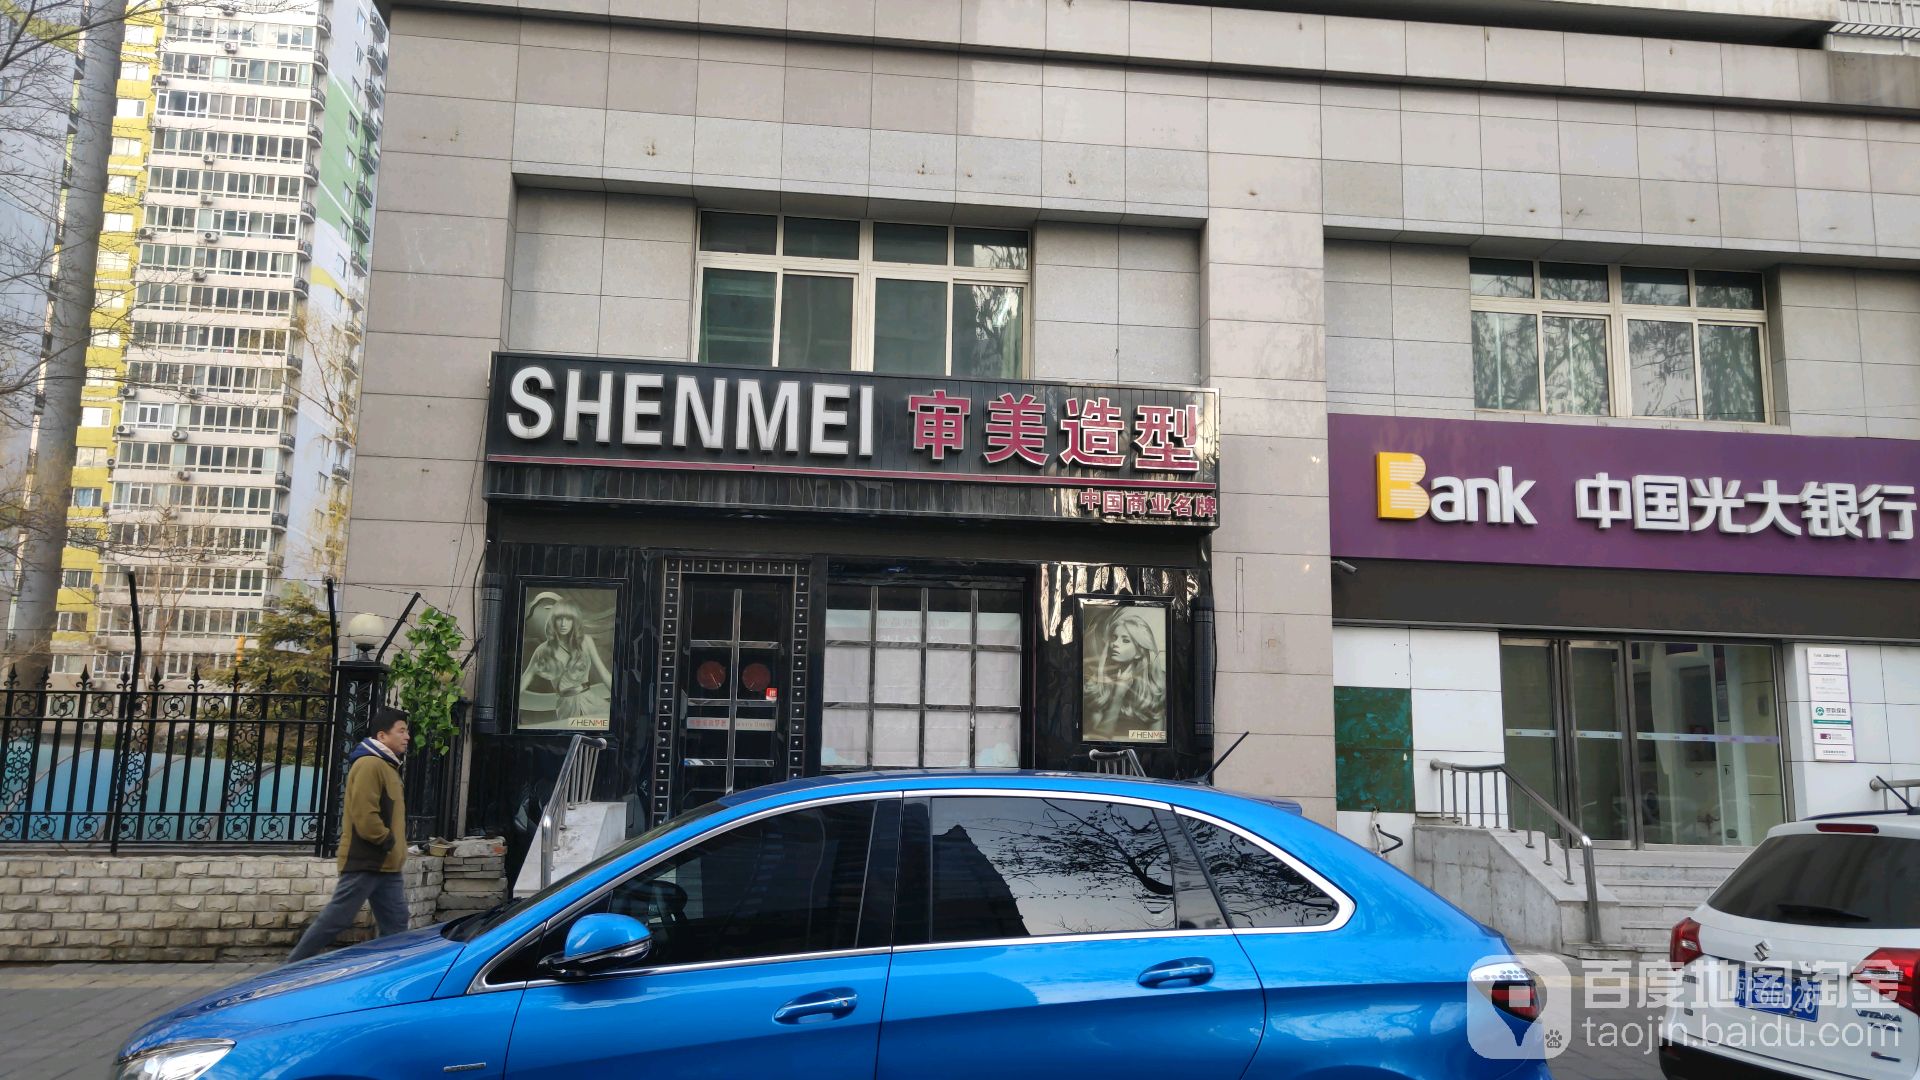 SHENMEI 审美造型
中国商业名牌
Bank 中国光大银行
SHENME
SHENME
VITARA
百度地图淘金
taojin.baidu.com